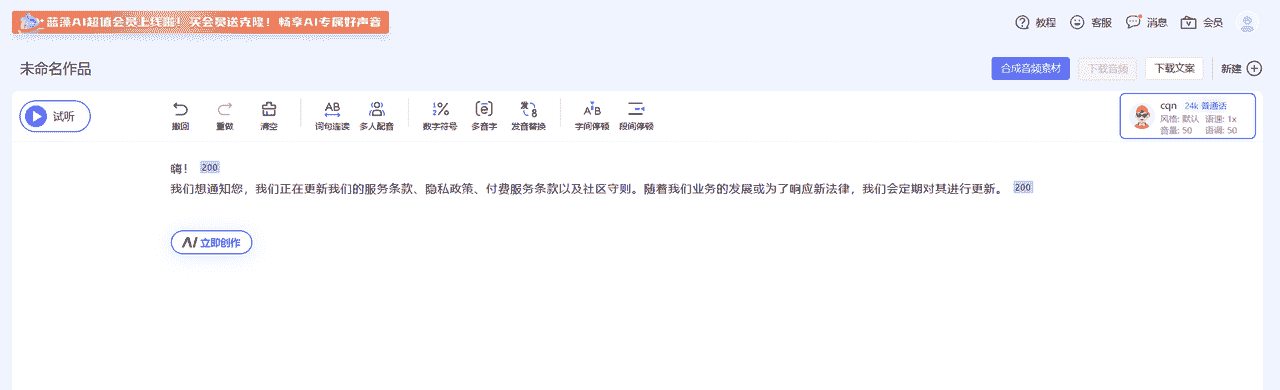 蓝藻AI超值会员上线啦！买会员送克隆！畅享AI专属好声音
教程 客服 消息 会员
未命名作品 合成音频素材 下载音频 下载文案 新建
试听 撤回 重做 清空 词句连读 多人配音 数字符号 多音字 发音替换 字间停顿 段间停顿
cqn 24k 普通话
风格: 默认 语速: 1x
音量: 50 语调: 50
嗨！ 200
我们想通知您，我们正在更新我们的服务条款、隐私政策、付费服务条款以及社区守则。随着我们业务的发展或为了响应新法律，我们会定期对其进行更新。 200
AI 立即创作